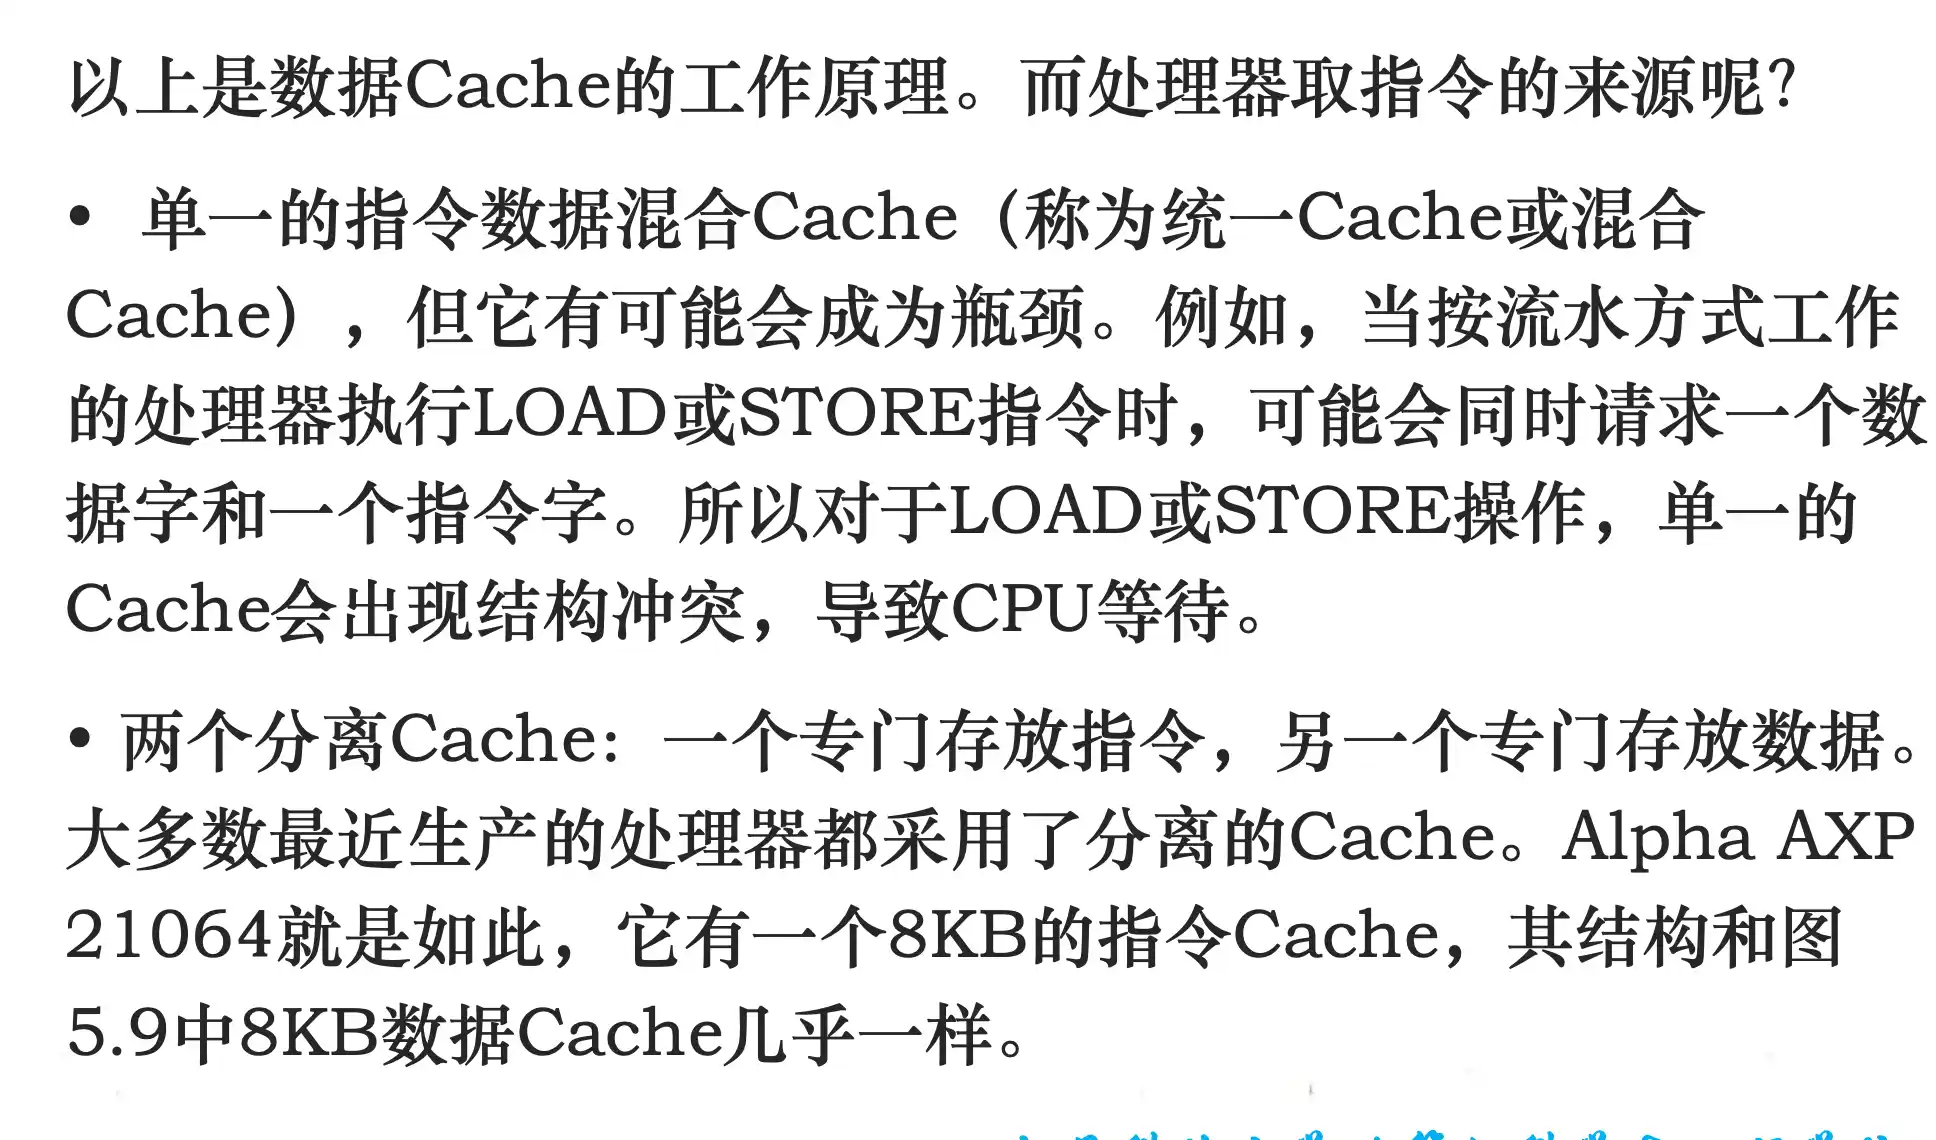 以上是数据Cache的工作原理。而处理器取指令的来源呢？
• 单一的指令数据混合Cache（称为统一Cache或混合
Cache），但它有可能会成为瓶颈。例如，当按流水方式工作
的处理器执行LOAD或STORE指令时，可能会同时请求一个数
据字和一个指令字。所以对于LOAD或STORE操作，单一的
Cache会出现结构冲突，导致CPU等待。
• 两个分离Cache：一个专门存放指令，另一个专门存放数据。
大多数最近生产的处理器都采用了分离的Cache。Alpha AXP
21064就是如此，它有一个8KB的指令Cache，其结构和图
5.9中8KB数据Cache几乎一样。